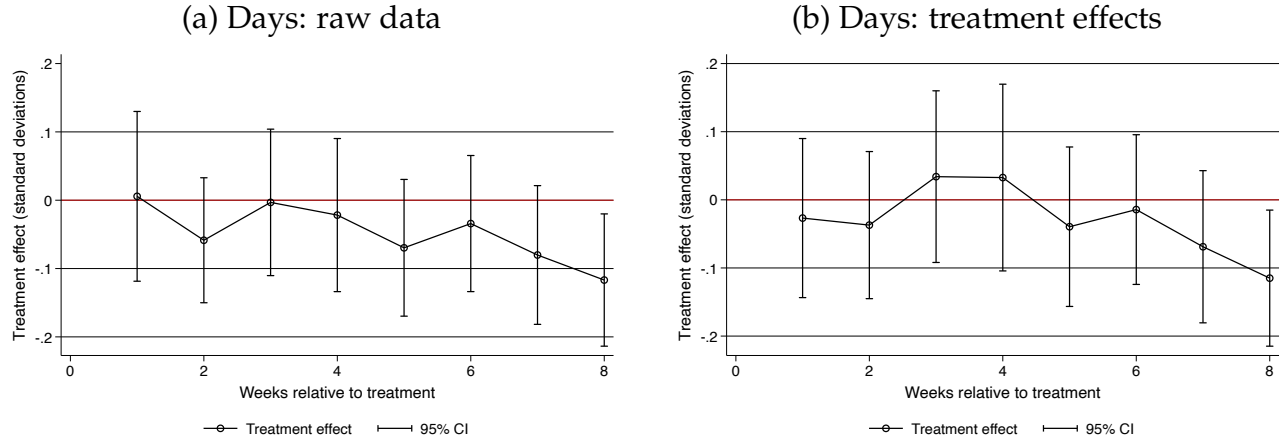 (a) Days: raw data
Treatment effect (standard deviations)
.2
.1
0
-.1
-.2
0 2 4 6 8
Weeks relative to treatment
Treatment effect 95% CI
(b) Days: treatment effects
Treatment effect (standard deviations)
.2
.1
0
-.1
-.2
0 2 4 6 8
Weeks relative to treatment
Treatment effect 95% CI